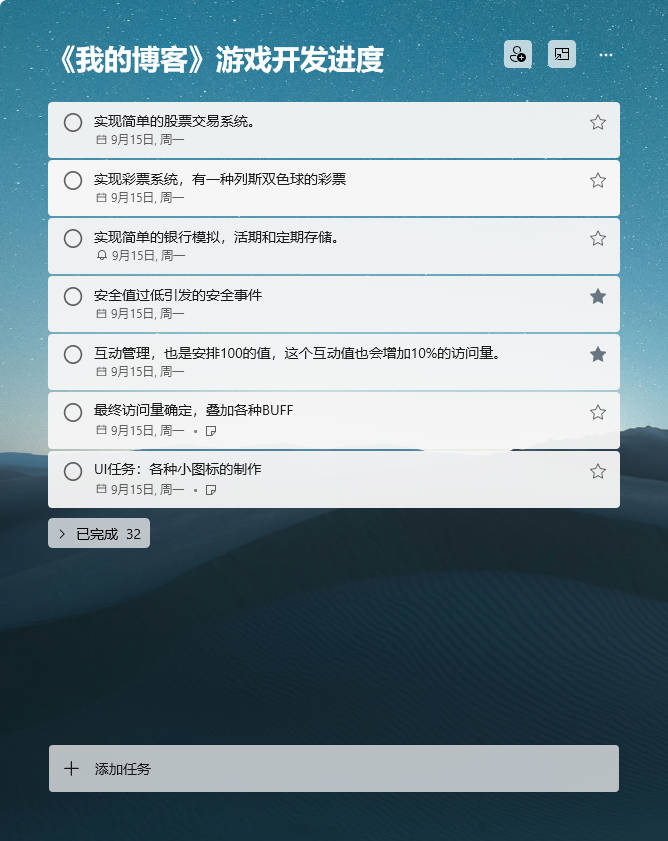 《我的博客》游戏开发进度
实现简单的股票交易系统。
9月15日, 周一
实现彩票系统，有一种列斯双色球的彩票
9月15日, 周一
实现简单的银行模拟，活期和定期存储。
9月15日, 周一
安全值过低引发的安全事件
9月15日, 周一
互动管理，也是安排100的值，这个互动值也会增加10%的访问量。
9月15日, 周一
最终访问量确定，叠加各种BUFF
9月15日, 周一
UI任务：各种小图标的制作
9月15日, 周一
已完成 32
添加任务